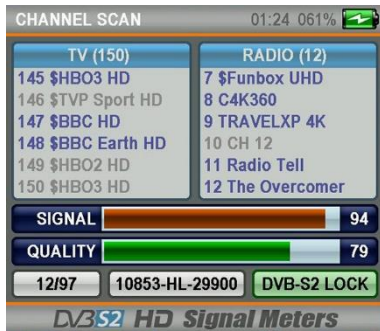 CHANNEL SCAN 01:24 061%
TV (150)
145 $HBO3 HD
146 $TVP Sport HD
147 $BBC HD
148 $BBC Earth HD
149 $HBO2 HD
150 $HBO3 HD
RADIO (12)
7 $Funbox UHD
8 C4K360
9 TRAVELXP 4K
10 CH 12
11 Radio Tell
12 The Overcomer
SIGNAL 94
QUALITY 79
12/97 10853-HL-29900 DVB-S2 LOCK
DVB S2 HD Signal Meters